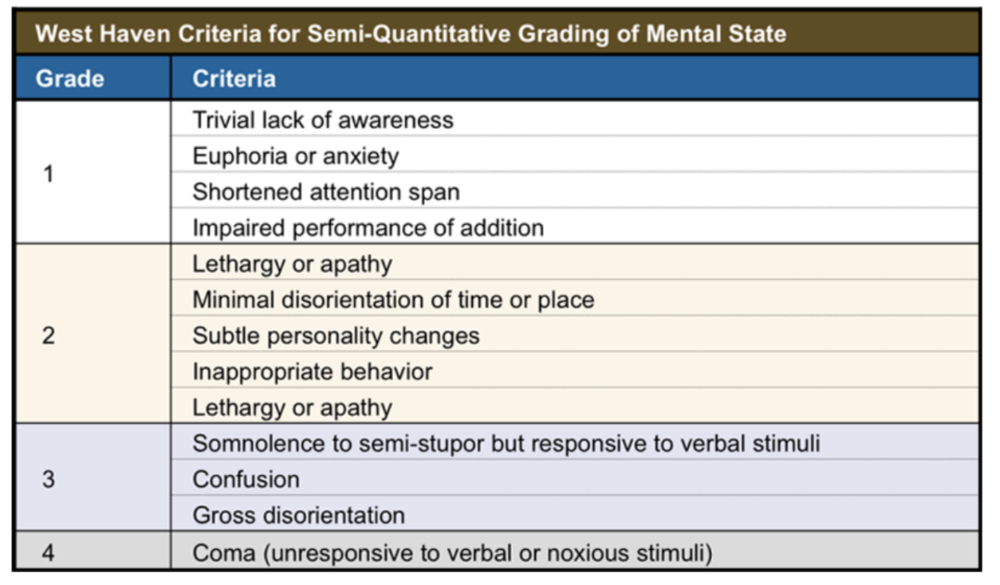 West Haven Criteria for Semi-Quantitative Grading of Mental State
Grade Criteria
1
Trivial lack of awareness
Euphoria or anxiety
Shortened attention span
Impaired performance of addition
2
Lethargy or apathy
Minimal disorientation of time or place
Subtle personality changes
Inappropriate behavior
Lethargy or apathy
3
Somnolence to semi-stupor but responsive to verbal stimuli
Confusion
Gross disorientation
4 Coma (unresponsive to verbal or noxious stimuli)